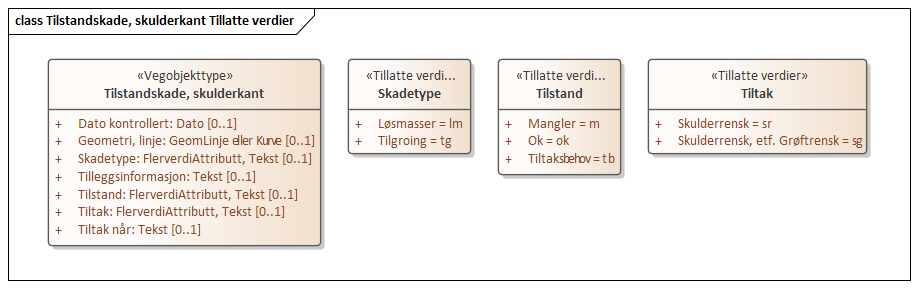 class Tilstandskade, skulderkant Tillatte verdier
«Vegobjekttype»
Tilstandskade, skulderkant
+ Dato kontrollert: Dato [0..1]
+ Geometri, linje: GeomLinje eller Kurve [0..1]
+ Skadetype: FlerverdiAttributt, Tekst [0..1]
+ Tilleggsinformasjon: Tekst [0..1]
+ Tilstand: FlerverdiAttributt, Tekst [0..1]
+ Tiltak: FlerverdiAttributt, Tekst [0..1]
+ Tiltak når: Tekst [0..1]
«Tillatte verdi...
Skadetype
+ Løsmasser = lm
+ Tilgroing = tg
«Tillatte verdi...
Tilstand
+ Mangler = m
+ Ok = ok
+ Tiltaksbehov = tb
«Tillatte verdier»
Tiltak
+ Skulderrensk = sr
+ Skulderrensk, etf. Grøftrensk = sg